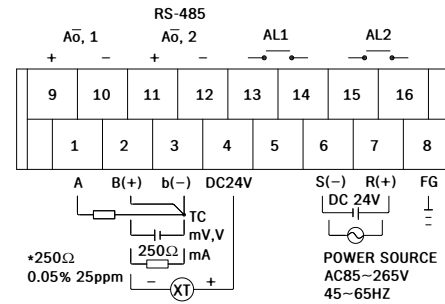 RS-485
Ao̅, 1 Ao̅, 2 AL1 AL2
+ − + −
9 10 11 12 13 14 15 16
1 2 3 4 5 6 7 8
A B(+) b(−) DC24V S(−) R(+) FG
DC 24V
TC
mV,V
250Ω mA
*250Ω
0.05% 25ppm
− XT +
POWER SOURCE
AC85~265V
45~65HZ